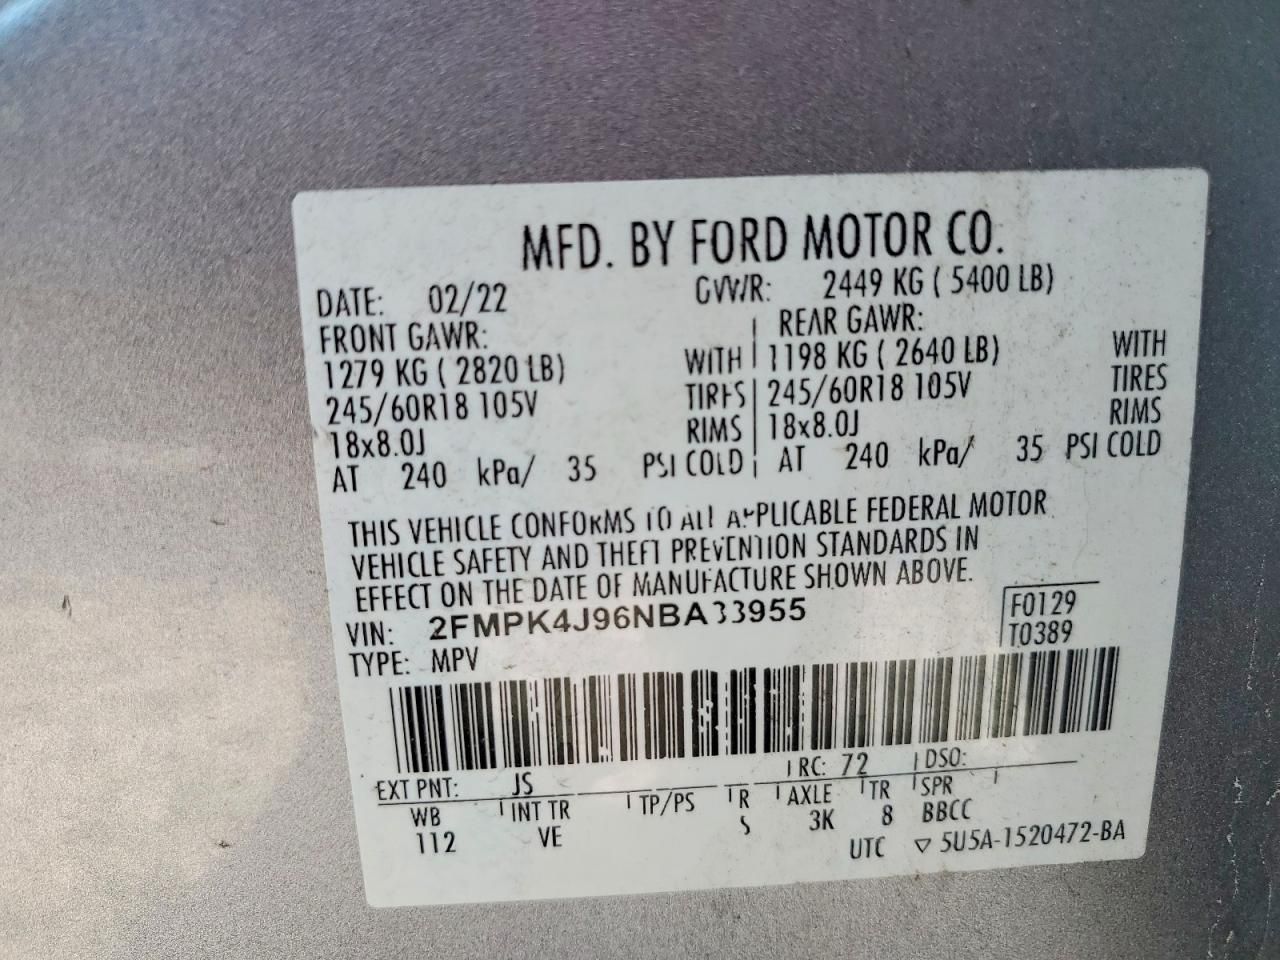 MFD. BY FORD MOTOR CO.
DATE: 02/22 GVWR: 2449 KG ( 5400 LB)
FRONT GAWR: REAR GAWR:
1279 KG ( 2820 LB) WITH 1198 KG ( 2640 LB) WITH
245/60R18 105V TIRES 245/60R18 105V TIRES
18x8.0J RIMS 18x8.0J RIMS
AT 240 kPa/ 35 PSI COLD AT 240 kPa/ 35 PSI COLD
THIS VEHICLE CONFORMS TO ALL APPLICABLE FEDERAL MOTOR
VEHICLE SAFETY AND THEFT PREVENTION STANDARDS IN
EFFECT ON THE DATE OF MANUFACTURE SHOWN ABOVE.
VIN: 2FMPK4J96NBA33955 F0129
TYPE: MPV T0389
EXT PNT: JS RC: 72 DSO:
WB INT TR TP/PS R AXLE TR SPR
112 VE S 3K 8 BBCC
UTC ▽ 5U5A-1520472-BA